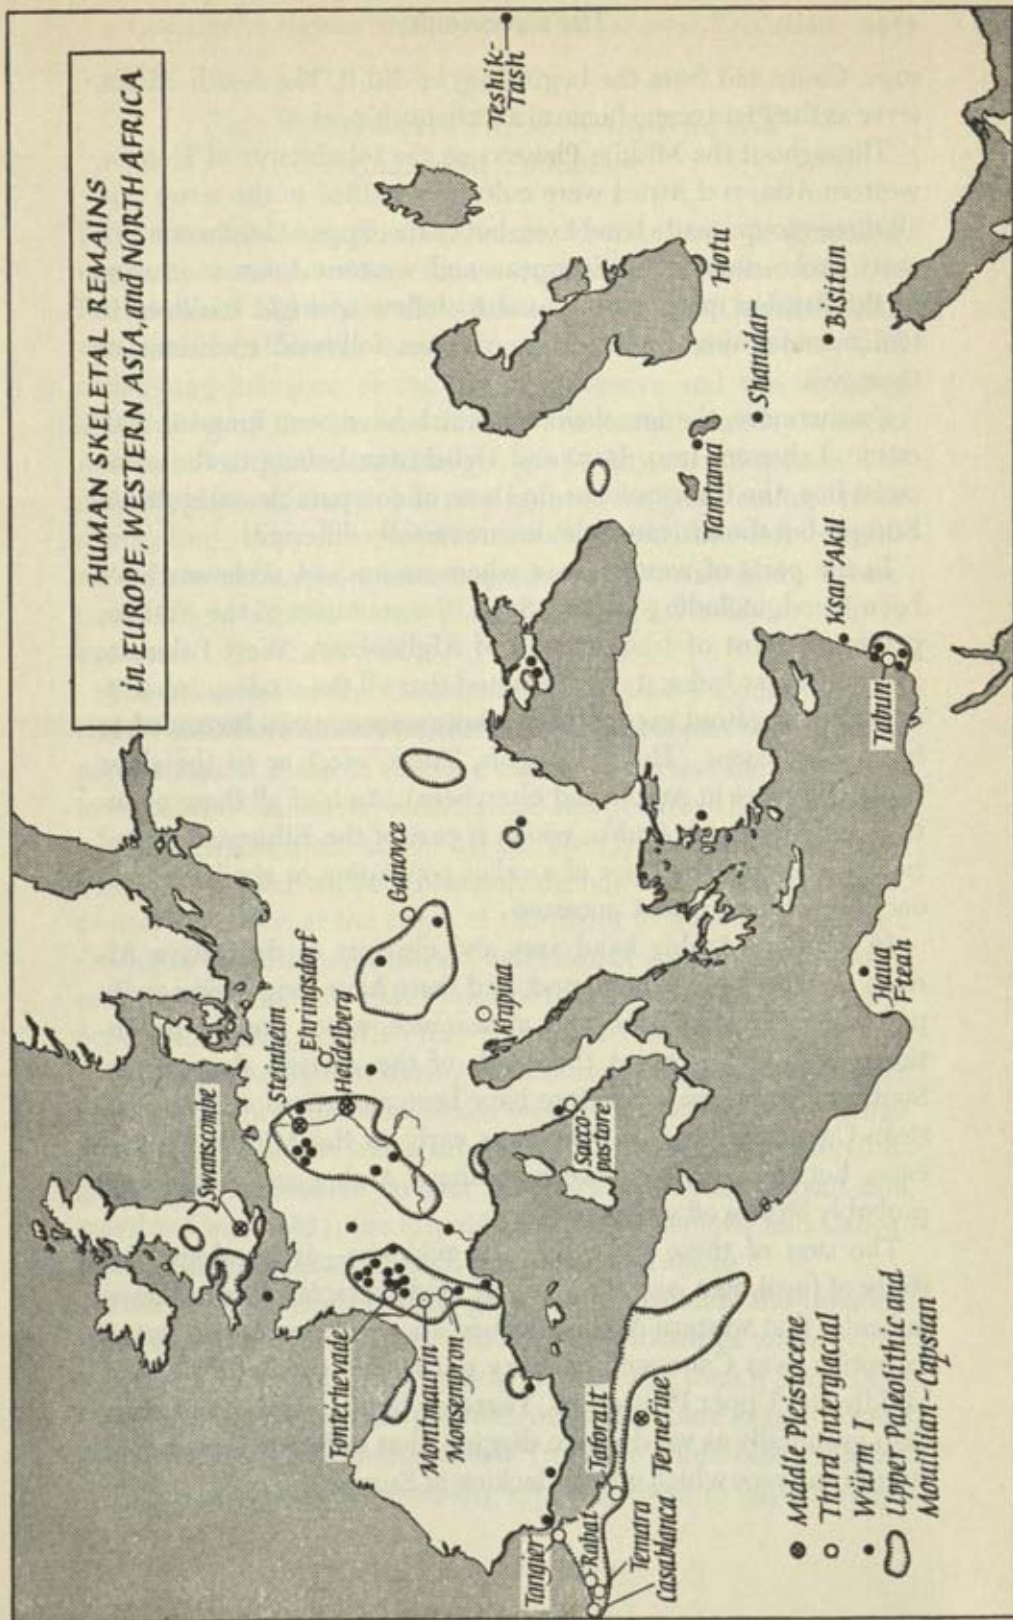 HUMAN SKELETAL REMAINS
in EUROPE, WESTERN ASIA, and NORTH AFRICA
Teshik-
Tash
Swanscombe
Steinheim
Ehringsdorf
Heidelberg
Gánovce
Krapina
Fontéchevade
Montmaurin
Monsempron
Sacco-
pastore
Hotu
Shanidar
Bisitun
Tamtama
Ksar 'Akil
Tabun
Haua
Fteah
Tangier
Rabat
Taforalt
Ternefine
Temara
Casablanca
Middle Pleistocene
Third Interglacial
Würm I
Upper Paleolithic and
Mouillian-Capsian